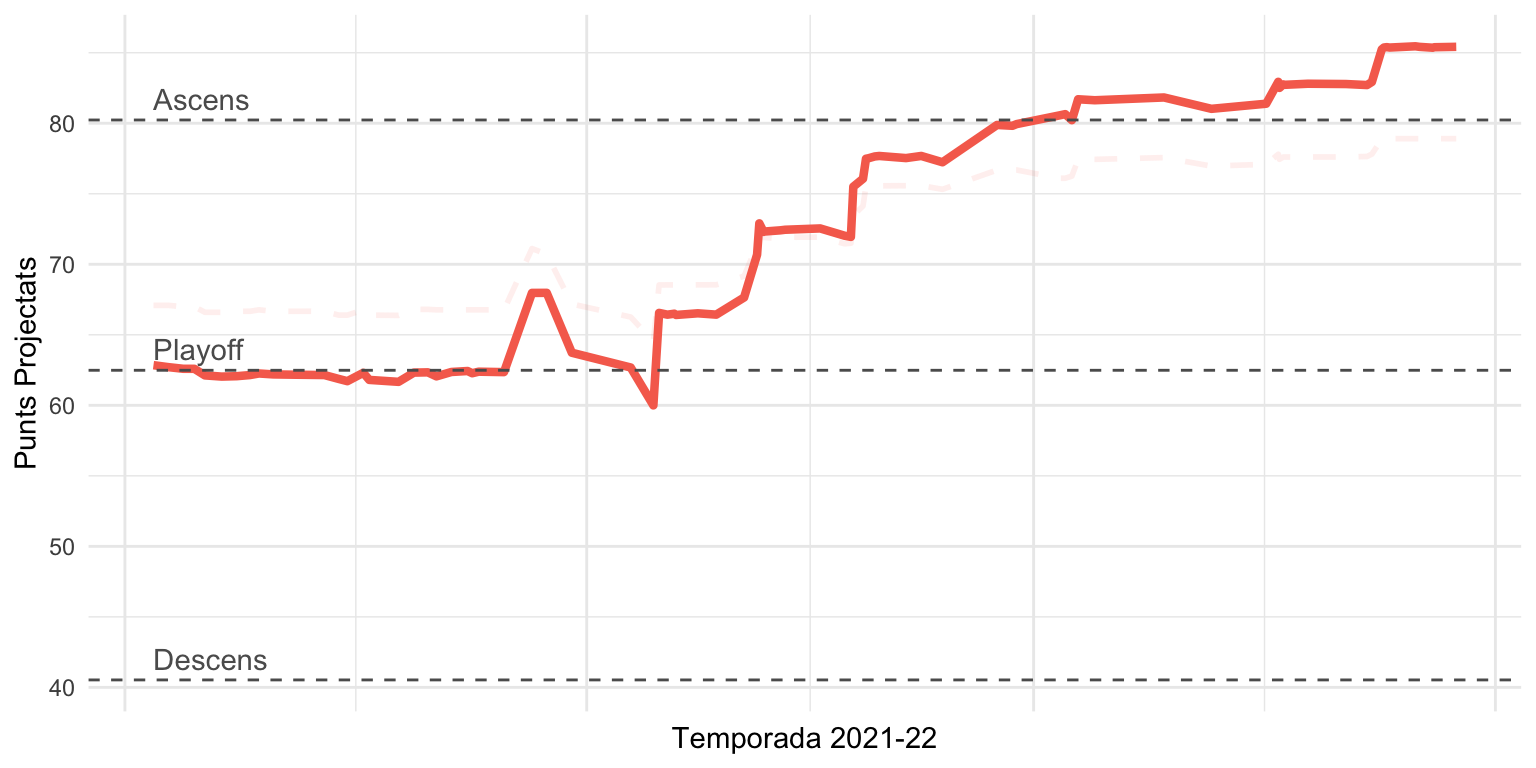 Ascens
80
70
Playoff
60
50
Descens
40
Punts Projectats
Temporada 2021-22